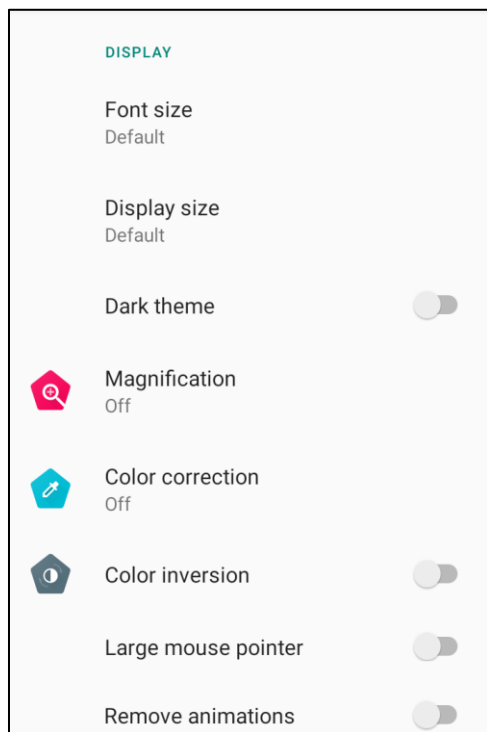 DISPLAY
Font size
Default
Display size
Default
Dark theme
Magnification
Off
Color correction
Off
Color inversion
Large mouse pointer
Remove animations